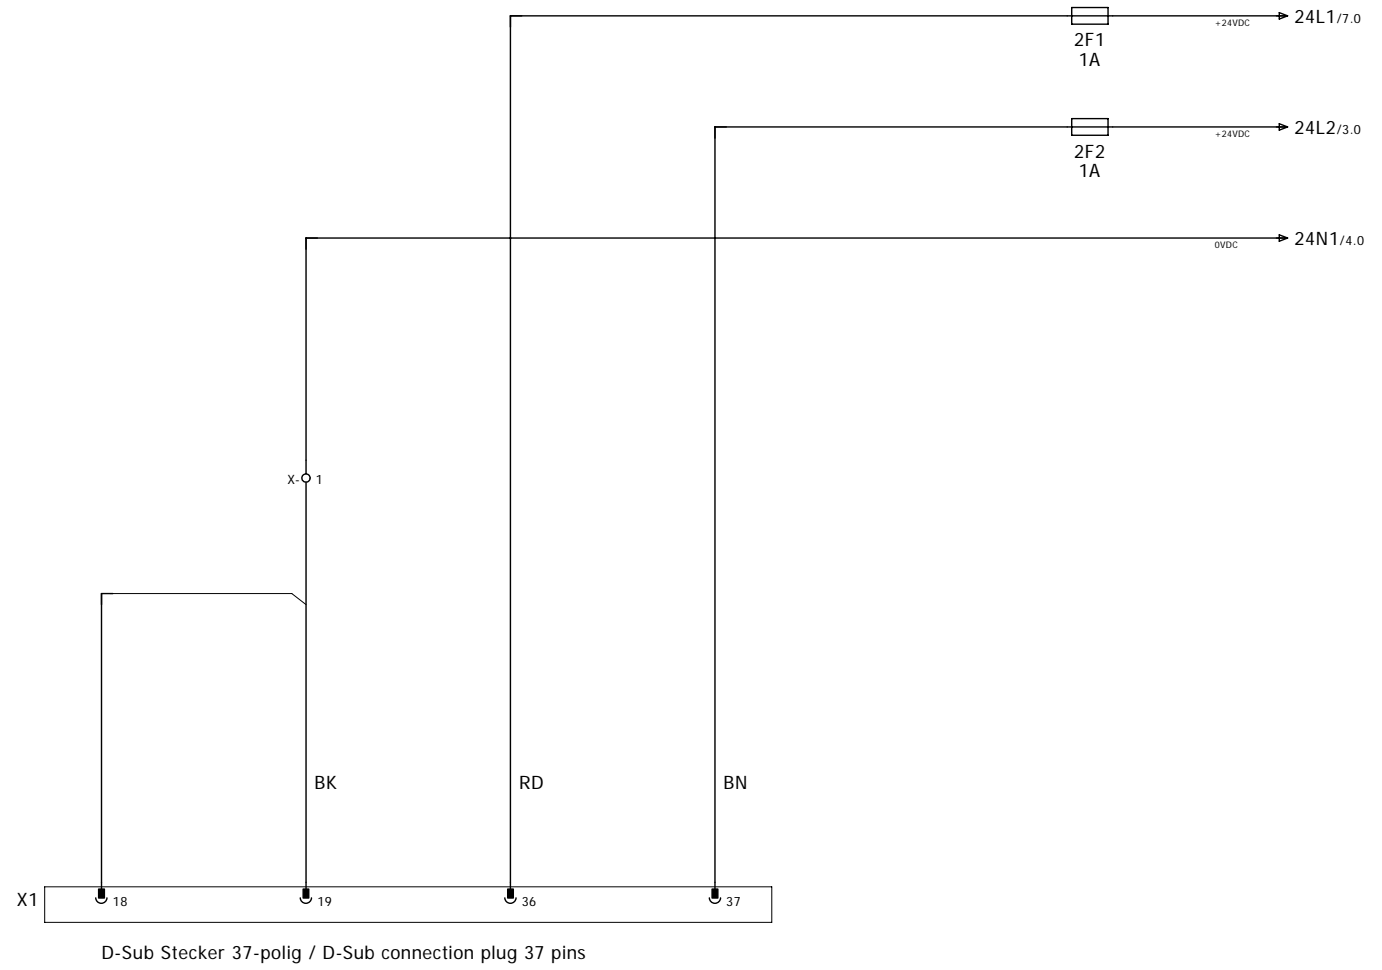 +24VDC 24L1/7.0
2F1
1A
+24VDC 24L2/3.0
2F2
1A
0VDC 24N1/4.0
X- 1
BK RD BN
X1 18 19 36 37
D-Sub Stecker 37-polig / D-Sub connection plug 37 pins